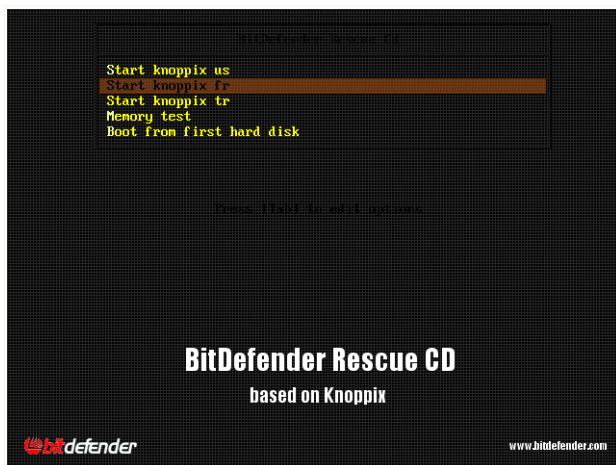 BitDefender Rescue Cd
Start knoppix us
Start knoppix fr
Start knoppix tr
Memory test
Boot from first hard disk
Press [Tab] to edit options
BitDefender Rescue CD
based on Knoppix
bitdefender
www.bitdefender.com